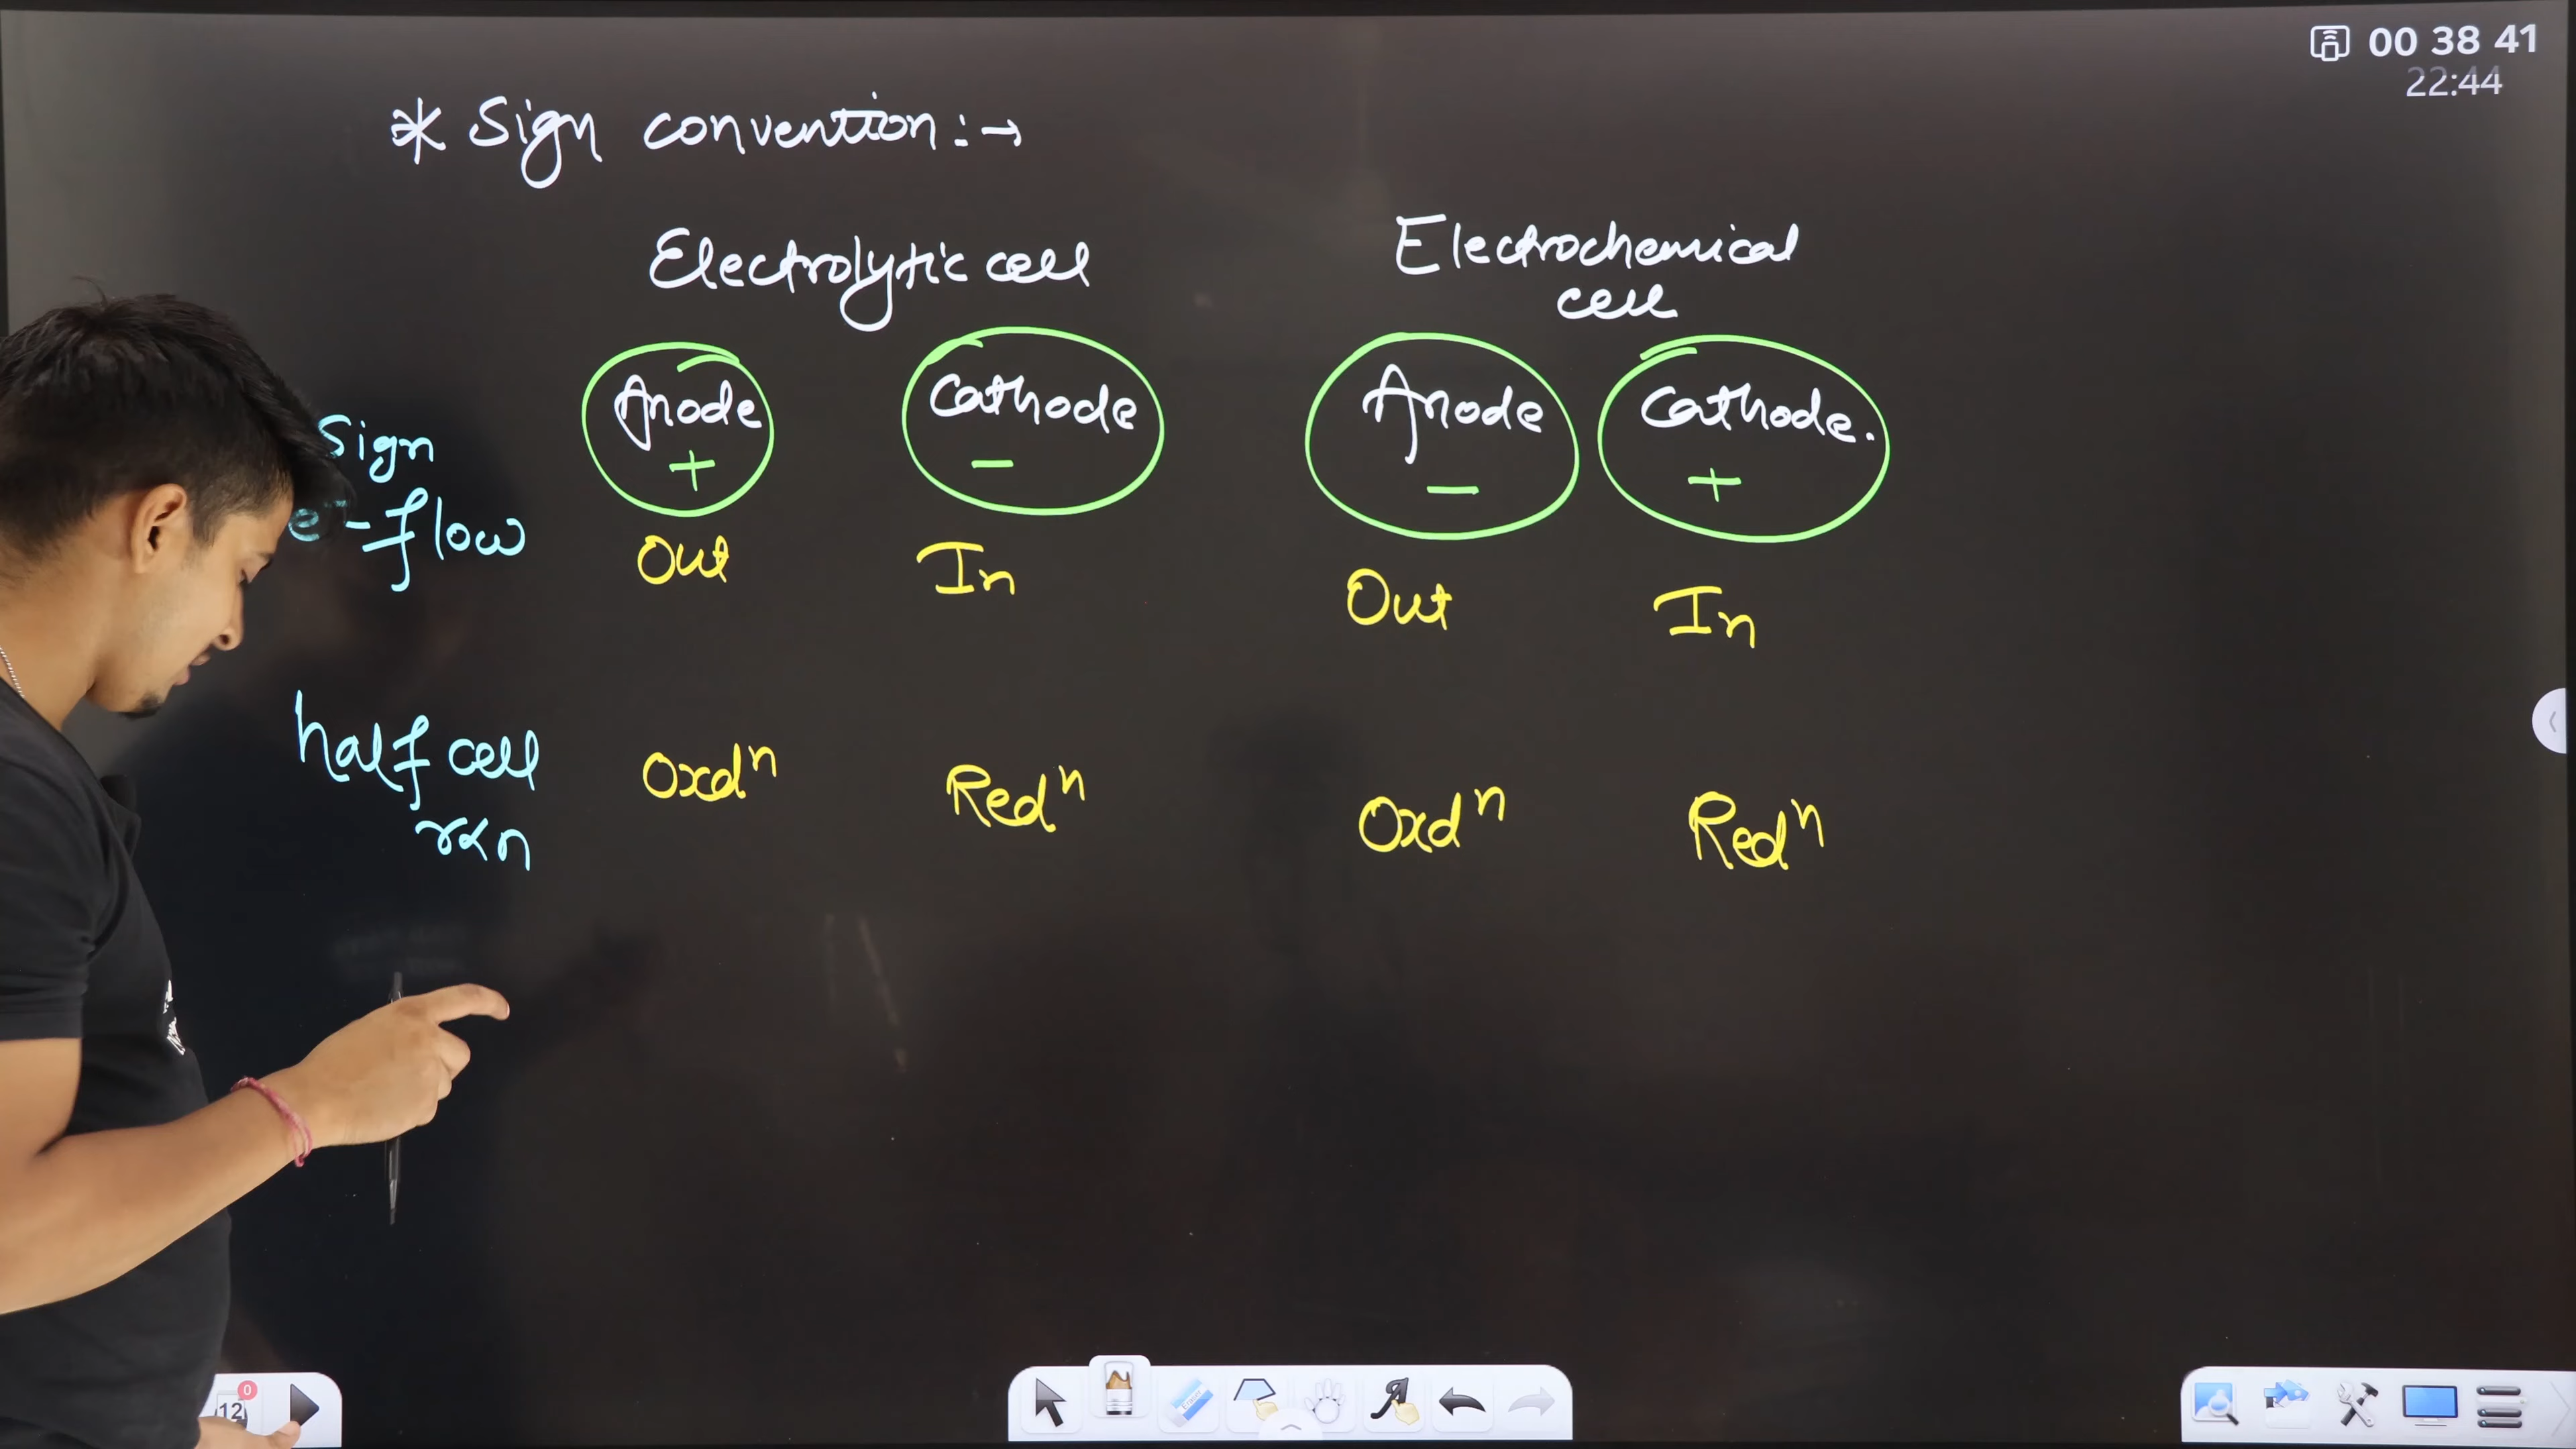 00 38 41
22:44
* Sign convention:→
Electrolytic cell
Electrochemical
cell
Anode
Cathode
Anode
Cathode.
Sign
+
−
−
+
e⁻-flow
Out
In
Out
In
half cell
rxn
Oxdⁿ
Redⁿ
Oxdⁿ
Redⁿ
0
12